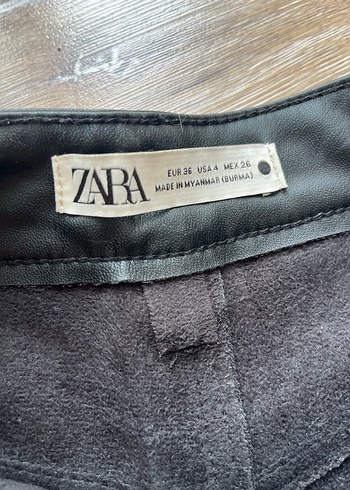 ZARA
EUR 36 USA 4 MEX 26
MADE IN MYANMAR (BURMA)